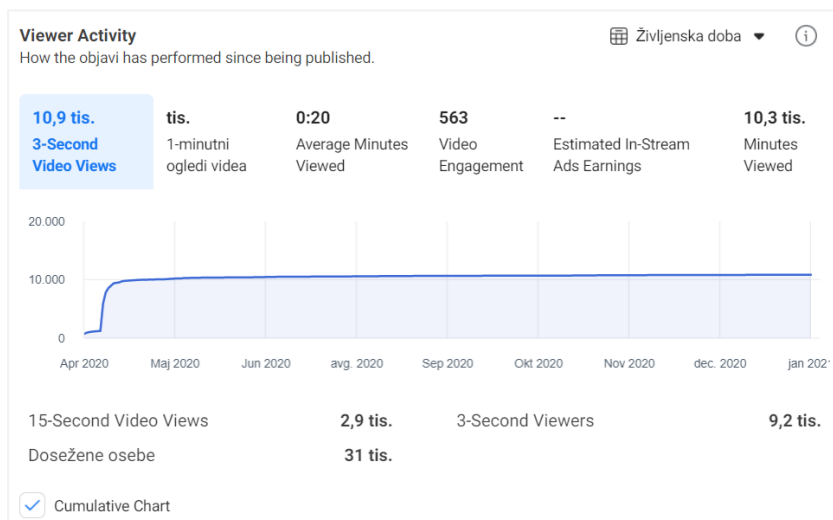 Viewer Activity
Življenska doba
How the objavi has performed since being published.
10,9 tis.
3-Second
Video Views
tis.
1-minutni
ogledi videa
0:20
Average Minutes
Viewed
563
Video
Engagement
--
Estimated In-Stream
Ads Earnings
10,3 tis.
Minutes
Viewed
20.000
10.000
0
Apr 2020 Maj 2020 Jun 2020 avg. 2020 Sep 2020 Okt 2020 Nov 2020 dec. 2020 jan 2021
15-Second Video Views 2,9 tis. 3-Second Viewers 9,2 tis.
Dosežene osebe 31 tis.
Cumulative Chart